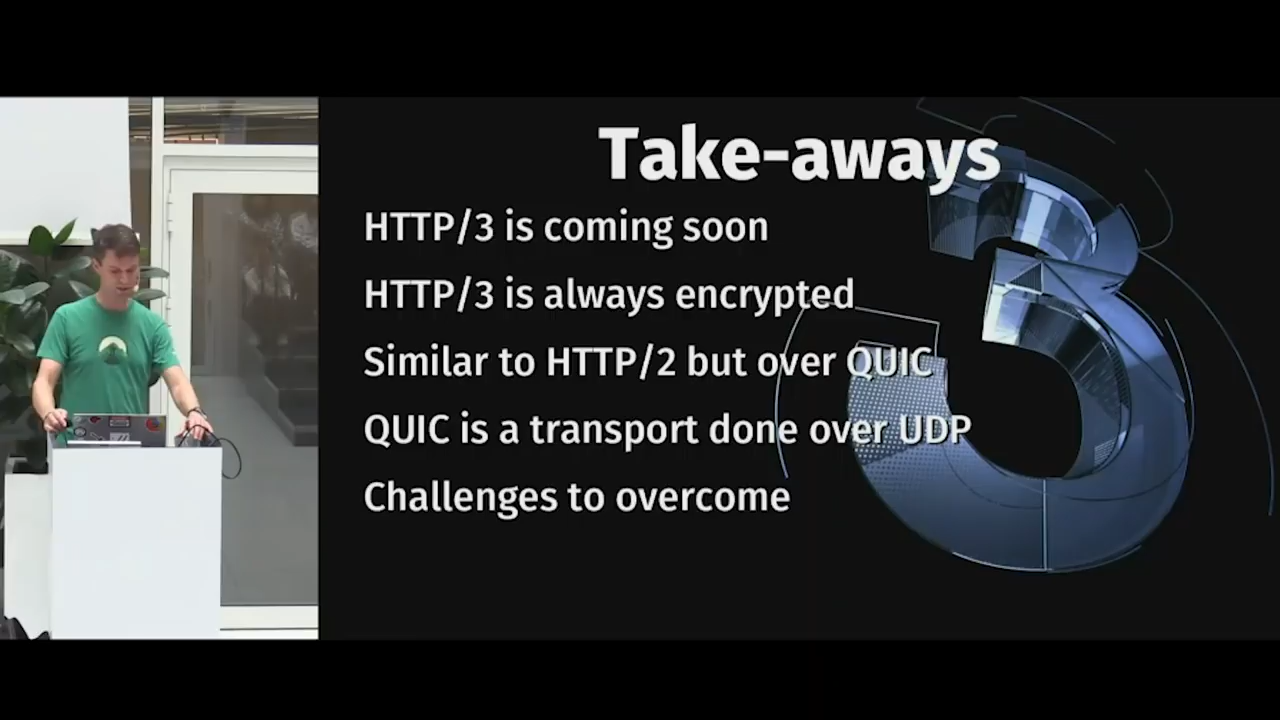 Take-aways
HTTP/3 is coming soon
HTTP/3 is always encrypted
Similar to HTTP/2 but over QUIC
QUIC is a transport done over UDP
Challenges to overcome